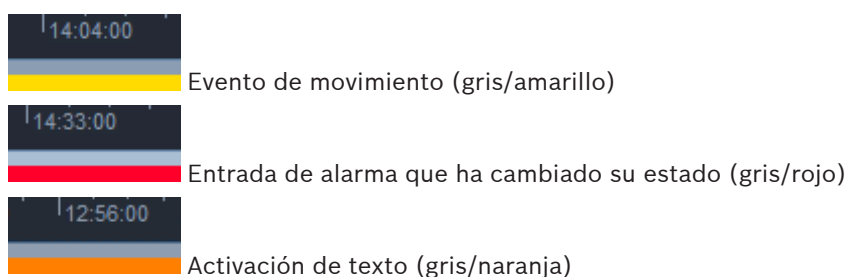 14:04:00
Evento de movimiento (gris/amarillo)
14:33:00
Entrada de alarma que ha cambiado su estado (gris/rojo)
12:56:00
Activación de texto (gris/naranja)